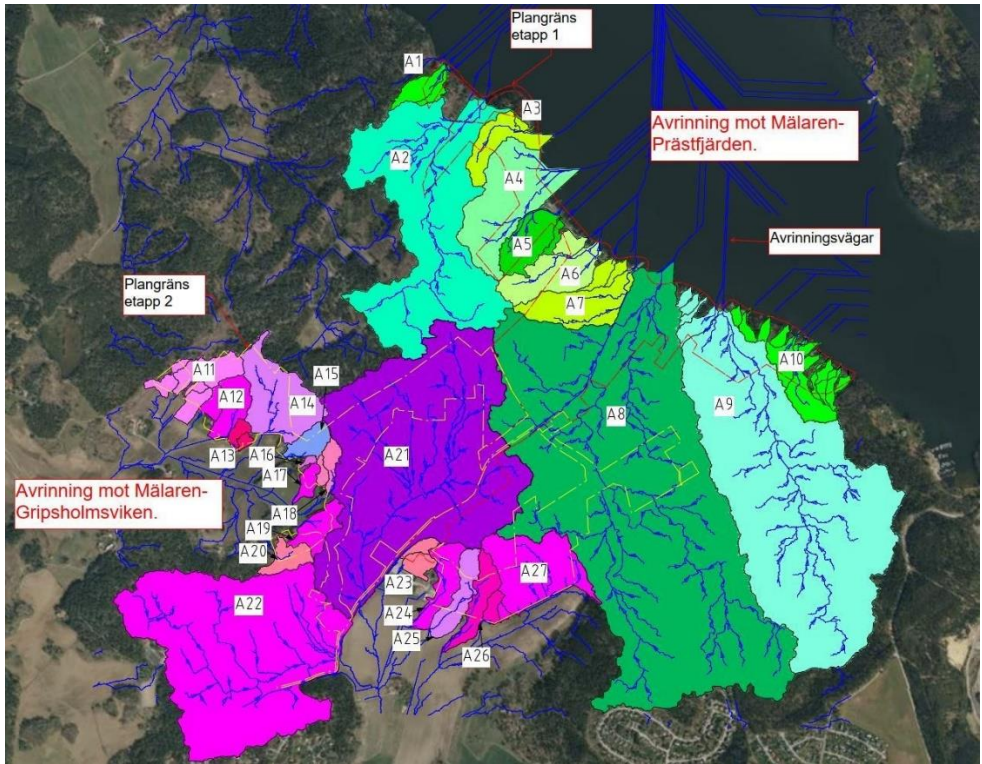 Plangräns
etapp 1
A1
A3
Avrinning mot Mälaren-
Prästfjärden.
A2
A4
A5
Avrinningsvägar
A6
Plangräns
etapp 2
A7
A11
A15
A10
A12
A14
A9
A8
A13
A16
A21
A17
Avrinning mot Mälaren-
Gripsholmsviken.
A18
A19
A20
A23
A27
A22
A24
A25
A26